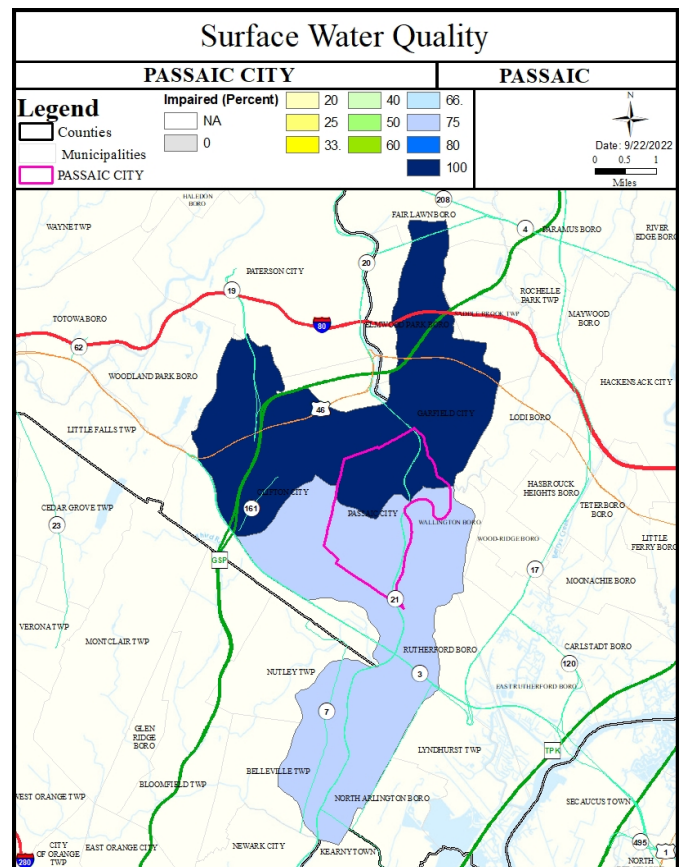 Surface Water Quality
PASSAIC CITY
PASSAIC
Legend
Counties
Municipalities
PASSAIC CITY
Impaired (Percent)
NA
0
20
25
33.
40
50
60
66.
75
80
100
N
Date: 9/22/2022
0 0.5 1
Miles
HALEDON
BORO
208
FAIR LAWN BORO
WAYNE TWP
4
PARAMUS BORO
RIVER
EDGE BORO
20
PATERSON CITY
19
ROCHELLE
PARK TWP
MAYWOOD
BORO
TOTOWA BORO
80
ELMWOOD PARK BORO
SADDLE BROOK TWP
62
WOODLAND PARK BORO
HACKENSACK CITY
46
GARFIELD CITY
LODI BORO
LITTLE FALLS TWP
HASBROUCK
HEIGHTS BORO
CLIFTON CITY
161
CEDAR GROVE TWP
PASSAIC CITY
WALLINGTON BORO
TETERBORO
BORO
23
WOOD-RIDGE BORO
LITTLE
FERRY BORO
GSP
17
MOONACHIE BORO
21
VERONA TWP
MONTCLAIR TWP
RUTHERFORD BORO
CARLSTADT BORO
NUTLEY TWP
3
120
EAST RUTHERFORD BORO
7
GLEN
RIDGE
BORO
LYNDHURST TWP
TPK
BELLEVILLE TWP
BLOOMFIELD TWP
NORTH ARLINGTON BORO
WEST ORANGE TWP
SECAUCUS TOWN
CITY
OF ORANGE
TWP
EAST ORANGE CITY
NEWARK CITY
KEARNY TOWN
495
1
280
NORTH